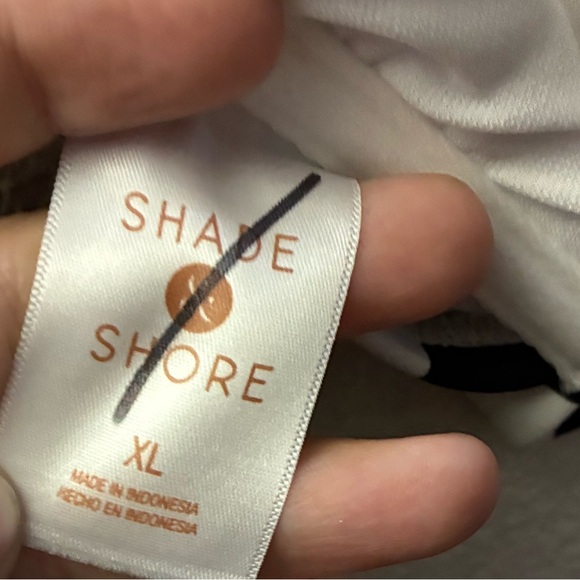 SHADE
&
SHORE
XL
MADE IN INDONESIA
HECHO EN INDONESIA